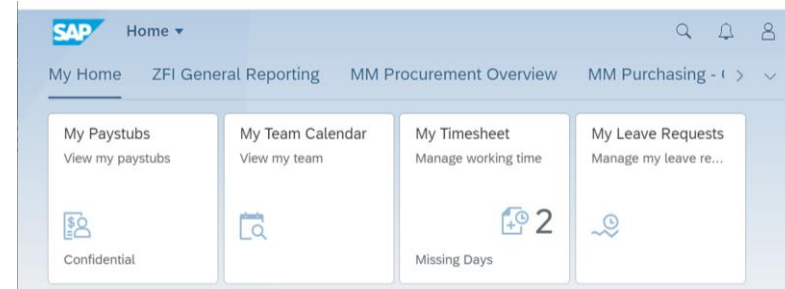 SAP Home
My Home ZFI General Reporting MM Procurement Overview MM Purchasing - (
My Paystubs
View my paystubs
Confidential
My Team Calendar
View my team
My Timesheet
Manage working time
2
Missing Days
My Leave Requests
Manage my leave re...